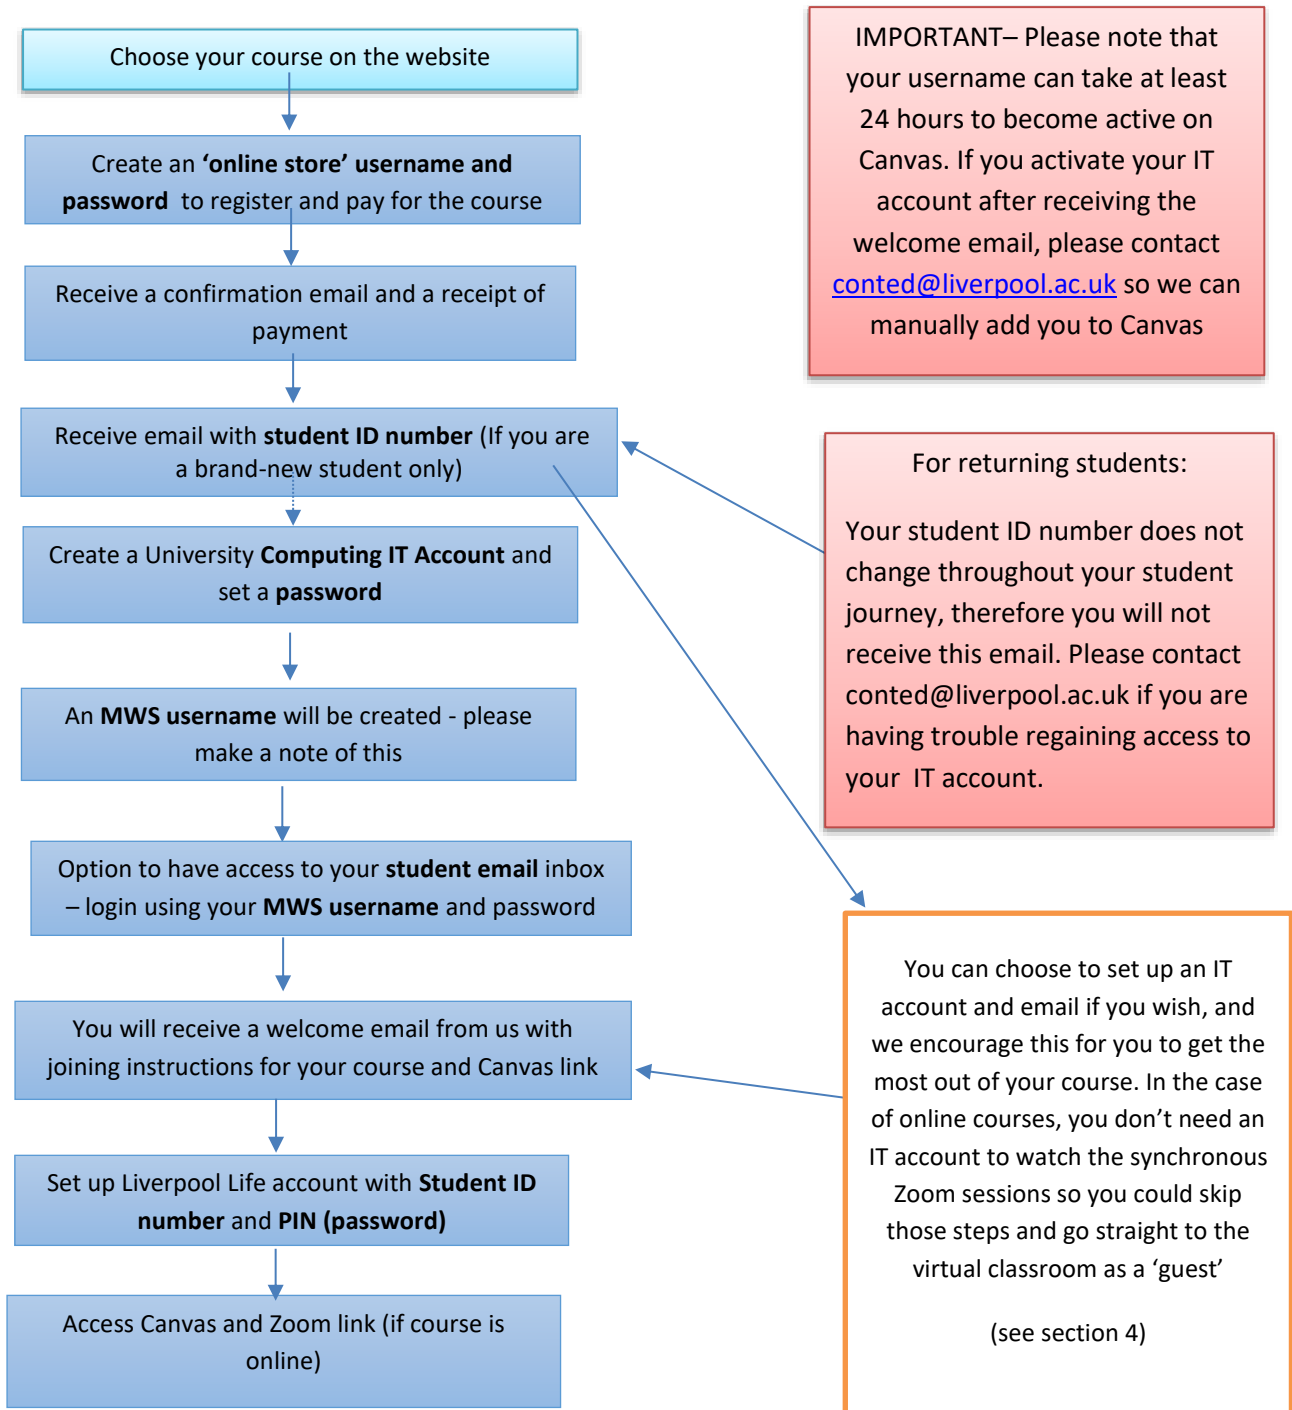 Choose your course on the website
Create an ‘online store’ username and
password  to register and pay for the course
Receive a confirmation email and a receipt of
payment
Receive email with student ID number (If you are
a brand-new student only)
Create a University Computing IT Account and
set a password
An MWS username will be created - please
make a note of this
Option to have access to your student email inbox
– login using your MWS username and password
You will receive a welcome email from us with
joining instructions for your course and Canvas link
Set up Liverpool Life account with Student ID
number and PIN (password)
Access Canvas and Zoom link (if course is
online)
IMPORTANT– Please note that
your username can take at least
24 hours to become active on
Canvas. If you activate your IT
account after receiving the
welcome email, please contact
conted@liverpool.ac.uk so we can
manually add you to Canvas
For returning students:
Your student ID number does not
change throughout your student
journey, therefore you will not
receive this email. Please contact
conted@liverpool.ac.uk if you are
having trouble regaining access to
your  IT account.
You can choose to set up an IT
account and email if you wish, and
we encourage this for you to get the
most out of your course. In the case
of online courses, you don’t need an
IT account to watch the synchronous
Zoom sessions so you could skip
those steps and go straight to the
virtual classroom as a ‘guest’
(see section 4)